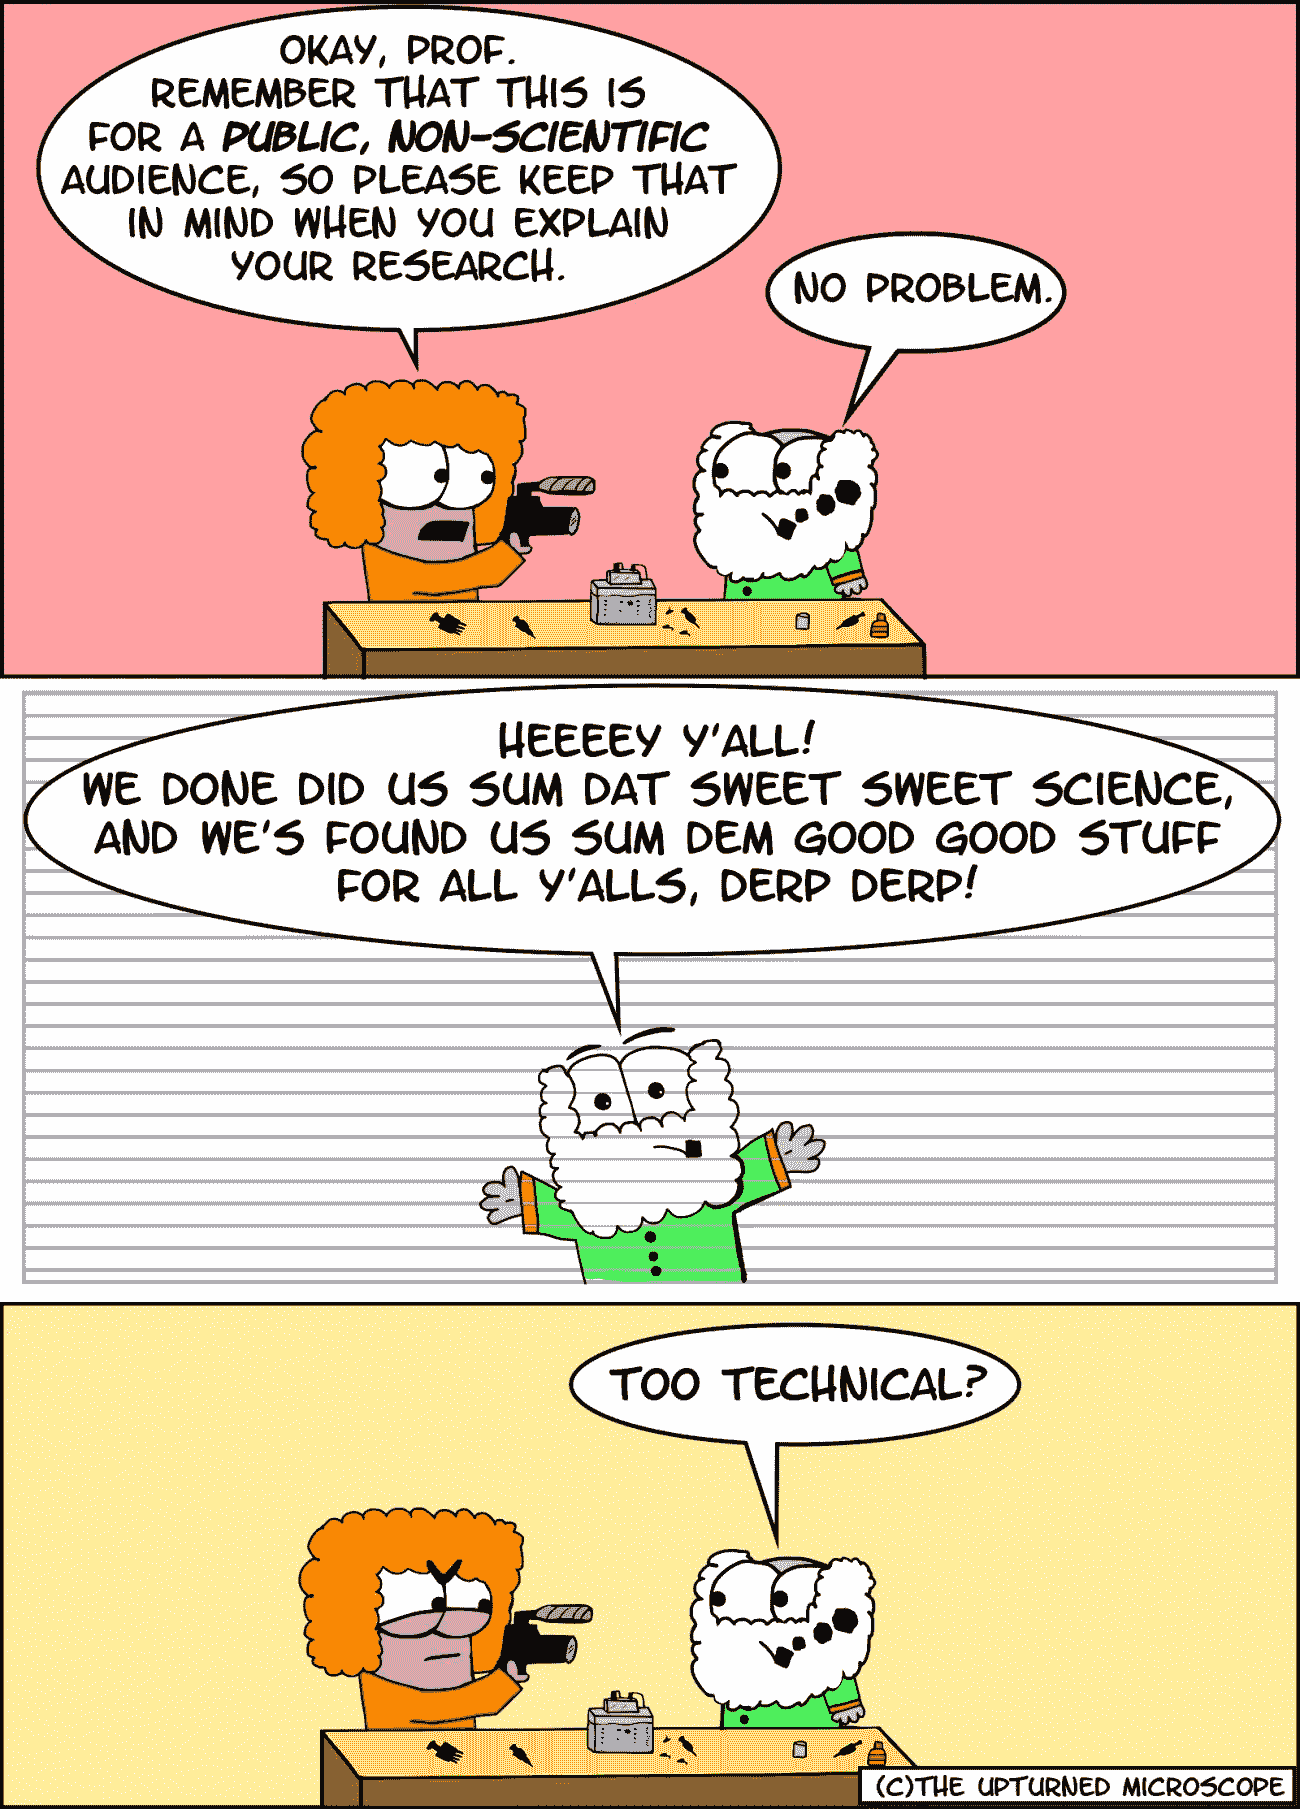 OKAY, PROF.
REMEMBER THAT THIS IS
FOR A PUBLIC, NON-SCIENTIFIC
AUDIENCE, SO PLEASE KEEP THAT
IN MIND WHEN YOU EXPLAIN
YOUR RESEARCH.
NO PROBLEM.
HEEEEY Y'ALL!
WE DONE DID US SUM DAT SWEET SWEET SCIENCE,
AND WE'S FOUND US SUM DEM GOOD GOOD STUFF
FOR ALL Y'ALLS, DERP DERP!
TOO TECHNICAL?
(C)THE UPTURNED MICROSCOPE